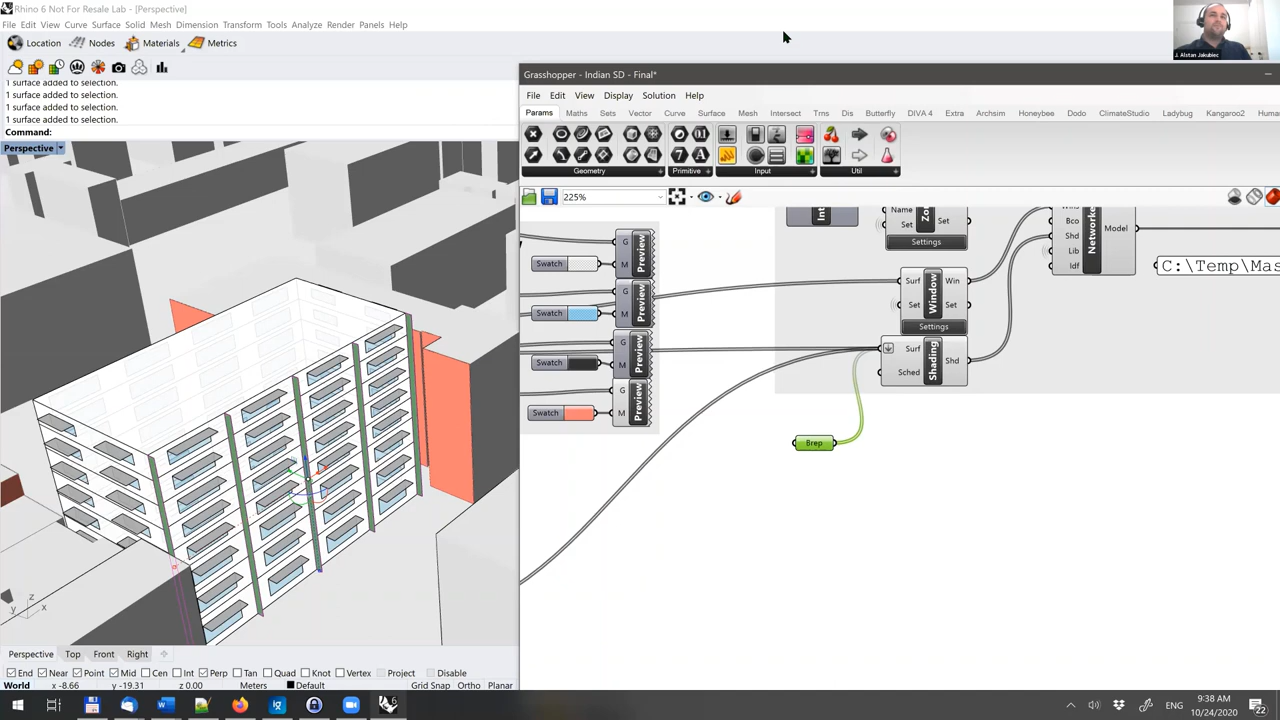 Rhino 6 Not For Resale Lab - [Perspective]
File Edit View Curve Surface Solid Mesh Dimension Transform Tools Analyze Render Panels Help
Location Nodes Materials Metrics
1 surface added to selection.
1 surface added to selection.
1 surface added to selection.
1 surface added to selection.
Command:
Perspective
J. Alstan Jakubiec
Grasshopper - Indian SD - Final*
File Edit View Display Solution Help
Params Maths Sets Vector Curve Surface Mesh Intersect Trns Dis Butterfly DIVA 4 Extra Archsim Honeybee Dodo ClimateStudio Ladybug Kangaroo2 Human
Geometry Primitive Input Util
225%
Swatch G M Preview
Swatch G M Preview
Swatch G M Preview
Swatch G M Preview
Int
Name Set Zo Set
Settings
Surf Set Window Win Set
Settings
Surf Sched Shading Shd
Brep
Bco Shd Lib Idf Network Model
C:\Temp\Mas
z
y x
Perspective Top Front Right
End Near Point Mid Cen Int Perp Tan Quad Knot Vertex Project Disable
World x -8.66 y -19.31 z 0.00 Meters Default Grid Snap Ortho Planar
ENG
9:38 AM
10/24/2020
22